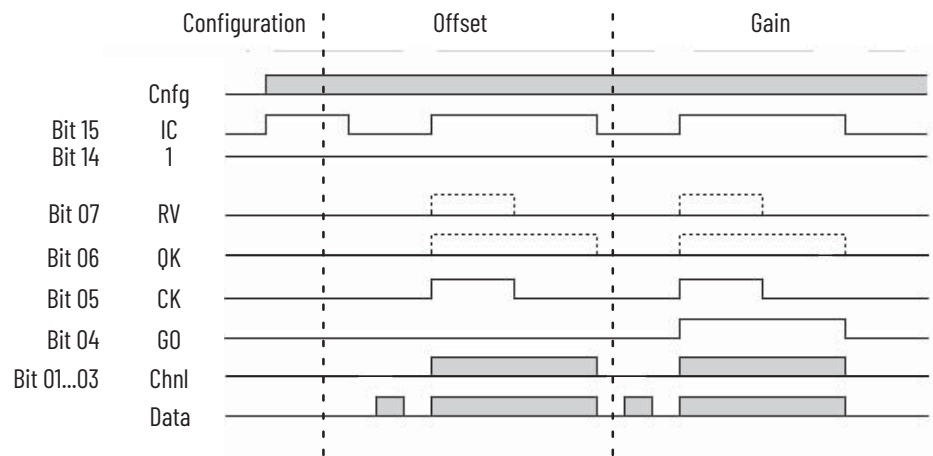 Configuration Offset Gain
Cnfg
Bit 15 IC
Bit 14 1
Bit 07 RV
Bit 06 QK
Bit 05 CK
Bit 04 GO
Bit 01...03 Chnl
Data